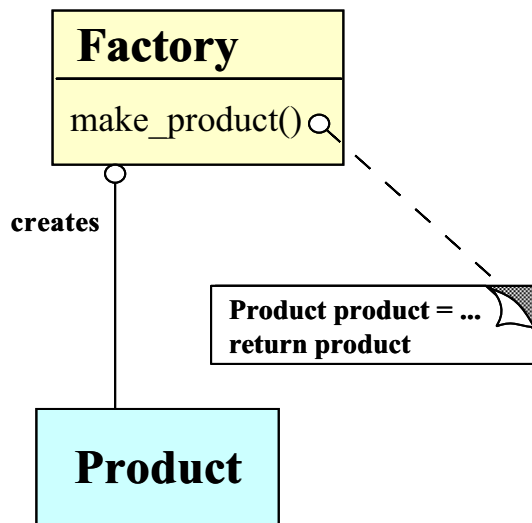 Factory
make_product()
creates
Product product = ...
return product
Product